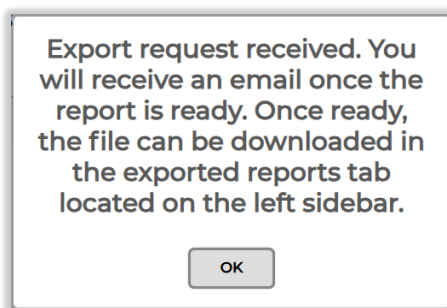 Export request received. You
will receive an email once the
report is ready. Once ready,
the file can be downloaded in
the exported reports tab
located on the left sidebar.
OK